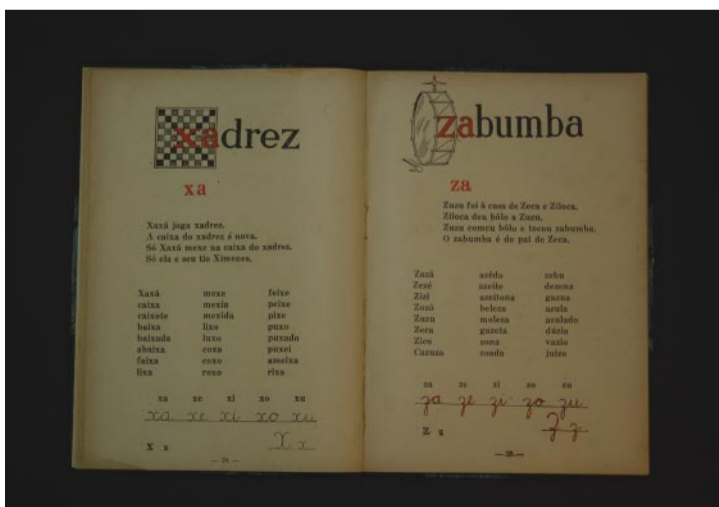 xadrez
xa
Xaxá joga xadrez.
A caixa do xadrez é nova.
Só Xaxá mexe na caixa do xadrez.
Só ela e seu tio Ximenes.
Xaxá mexe feixe
caixa mexia peixe
caixote mexida pixe
baixa lixo puxo
baixada luxo puxado
abaixa coxa puxei
faixa coxo ameixa
lixa roxo rixa
xa xe xi xo xu
xa xe xi xo xu
X x X x
zabumba
za
Zuzu foi à casa de Zeca e Ziloca.
Ziloca deu bôlo a Zuzu.
Zuzu comeu bôlo e tocou zabumba.
O zabumba é do pai de Zeca.
Zazá azêda zebu
Zezé azeite dezena
Zizi azeitona gazua
Zozó beleza azula
Zuzu moleza azulado
Zeca gazeta dúzia
Zico zona vazio
Cazuza zonda juizo
za ze zi zo zu
za ze zi zo zu
Z z Z z